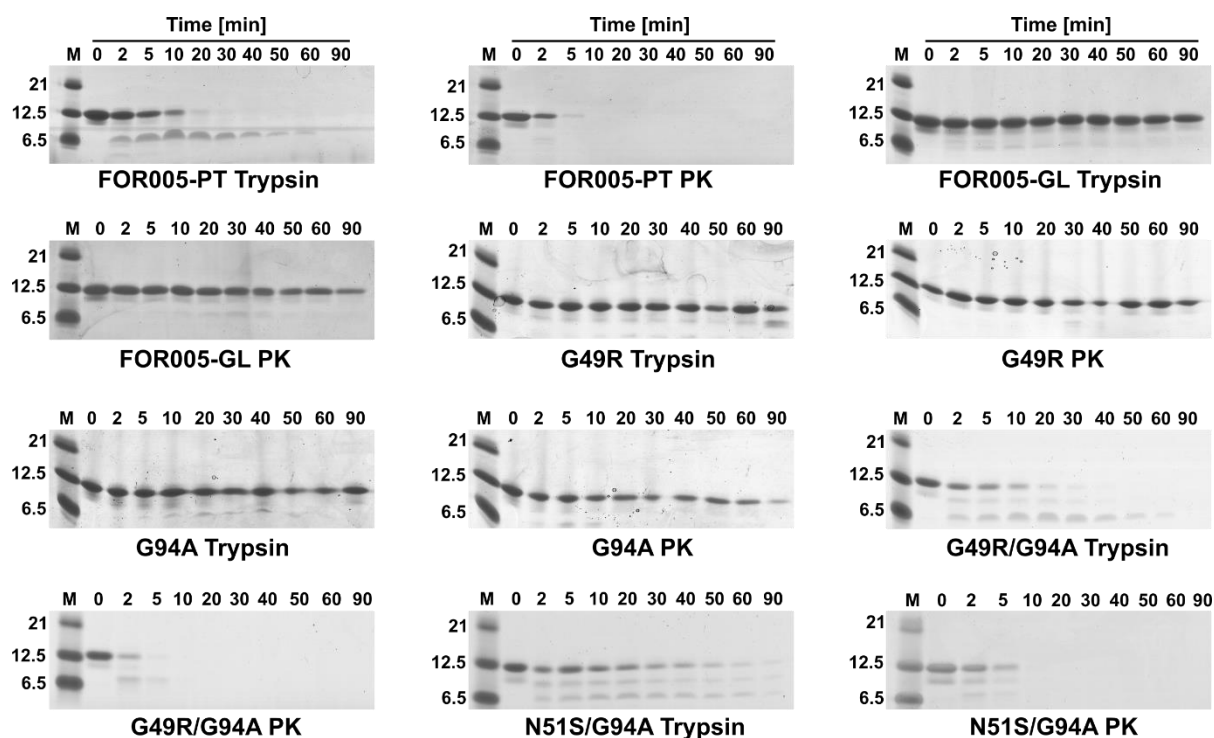 Time [min]
M 0 2 5 10 20 30 40 50 60 90
21
12.5
6.5
FOR005-PT Trypsin
Time [min]
M 0 2 5 10 20 30 40 50 60 90
21
12.5
6.5
FOR005-PT PK
Time [min]
M 0 2 5 10 20 30 40 50 60 90
21
12.5
6.5
FOR005-GL Trypsin
M 0 2 5 10 20 30 40 50 60 90
21
12.5
6.5
FOR005-GL PK
M 0 2 5 10 20 30 40 50 60 90
21
12.5
6.5
G49R Trypsin
M 0 2 5 10 20 30 40 50 60 90
21
12.5
6.5
G49R PK
M 0 2 5 10 20 30 40 50 60 90
21
12.5
6.5
G94A Trypsin
M 0 2 5 10 20 30 40 50 60 90
21
12.5
6.5
G94A PK
M 0 2 5 10 20 30 40 50 60 90
21
12.5
6.5
G49R/G94A Trypsin
M 0 2 5 10 20 30 40 50 60 90
21
12.5
6.5
G49R/G94A PK
M 0 2 5 10 20 30 40 50 60 90
21
12.5
6.5
N51S/G94A Trypsin
M 0 2 5 10 20 30 40 50 60 90
21
12.5
6.5
N51S/G94A PK